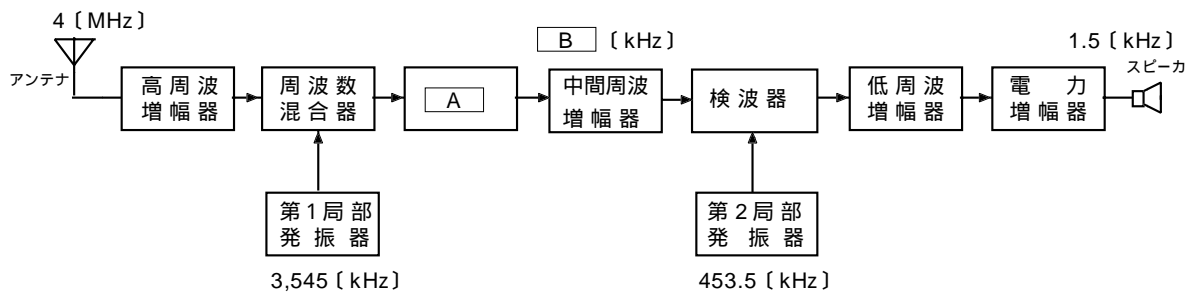 4〔MHz〕
アンテナ
高周波
増幅器
周波数
混合器
A
B 〔kHz〕
中間周波
増幅器
検波器
低周波
増幅器
電力
増幅器
1.5〔kHz〕
スピーカ
第1局部
発振器
3,545〔kHz〕
第2局部
発振器
453.5〔kHz〕